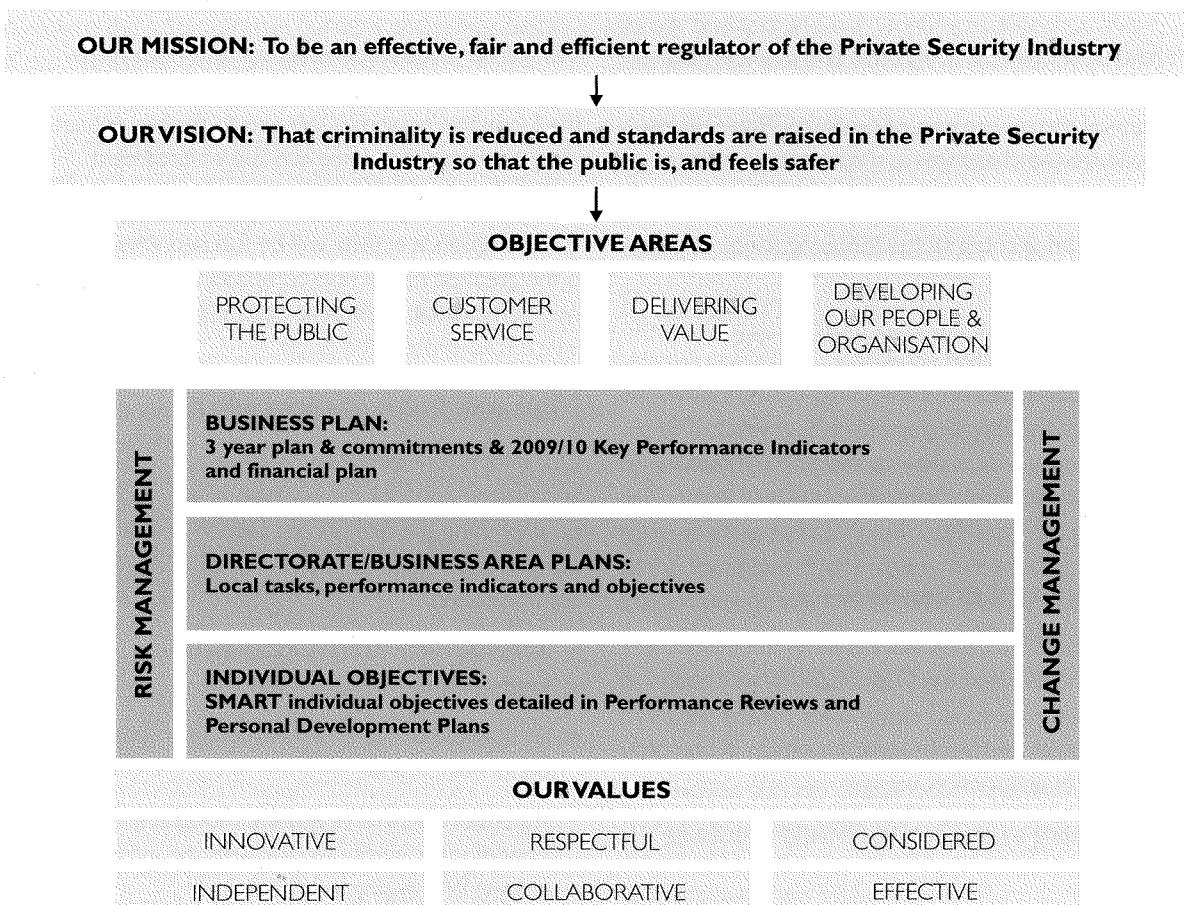 OUR MISSION: To be an effective, fair and efficient regulator of the Private Security Industry
OUR VISION: That criminality is reduced and standards are raised in the Private Security
Industry so that the public is, and feels safer
OBJECTIVE AREAS
PROTECTING
THE PUBLIC
CUSTOMER
SERVICE
DELIVERING
VALUE
DEVELOPING
OUR PEOPLE &
ORGANISATION
RISK MANAGEMENT
BUSINESS PLAN:
3 year plan & commitments & 2009/10 Key Performance Indicators
and financial plan
DIRECTORATE/BUSINESS AREA PLANS:
Local tasks, performance indicators and objectives
INDIVIDUAL OBJECTIVES:
SMART individual objectives detailed in Performance Reviews and
Personal Development Plans
CHANGE MANAGEMENT
OUR VALUES
INNOVATIVE
RESPECTFUL
CONSIDERED
INDEPENDENT
COLLABORATIVE
EFFECTIVE